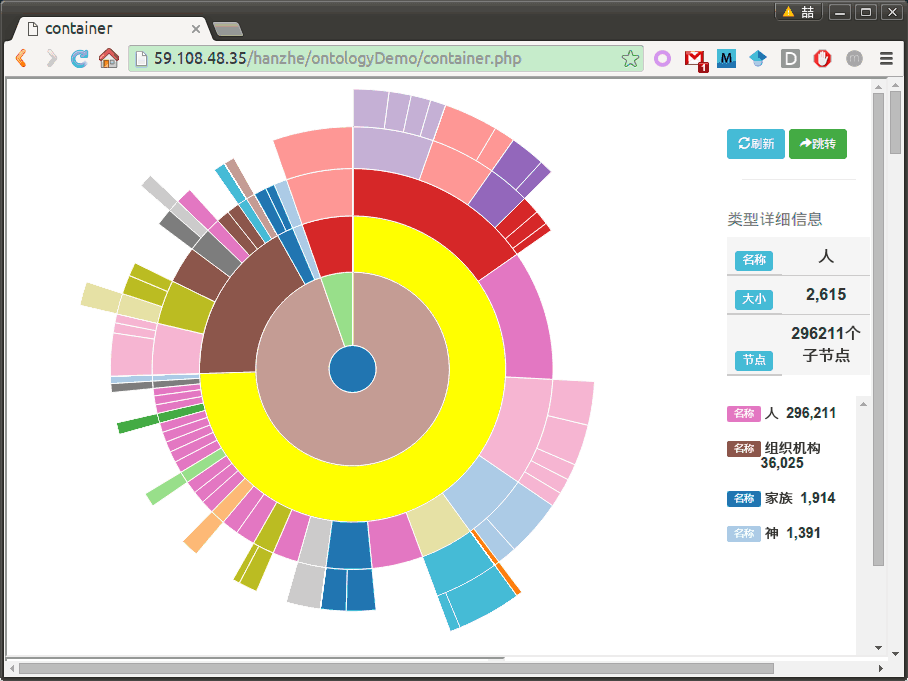 喆
container
59.108.48.35/hanzhe/ontologyDemo/container.php
1
M
D
m
刷新 跳转
类型详细信息
名称 人
大小 2,615
节点 296211个
子节点
名称 人 296,211
名称 组织机构
36,025
名称 家族 1,914
名称 神 1,391